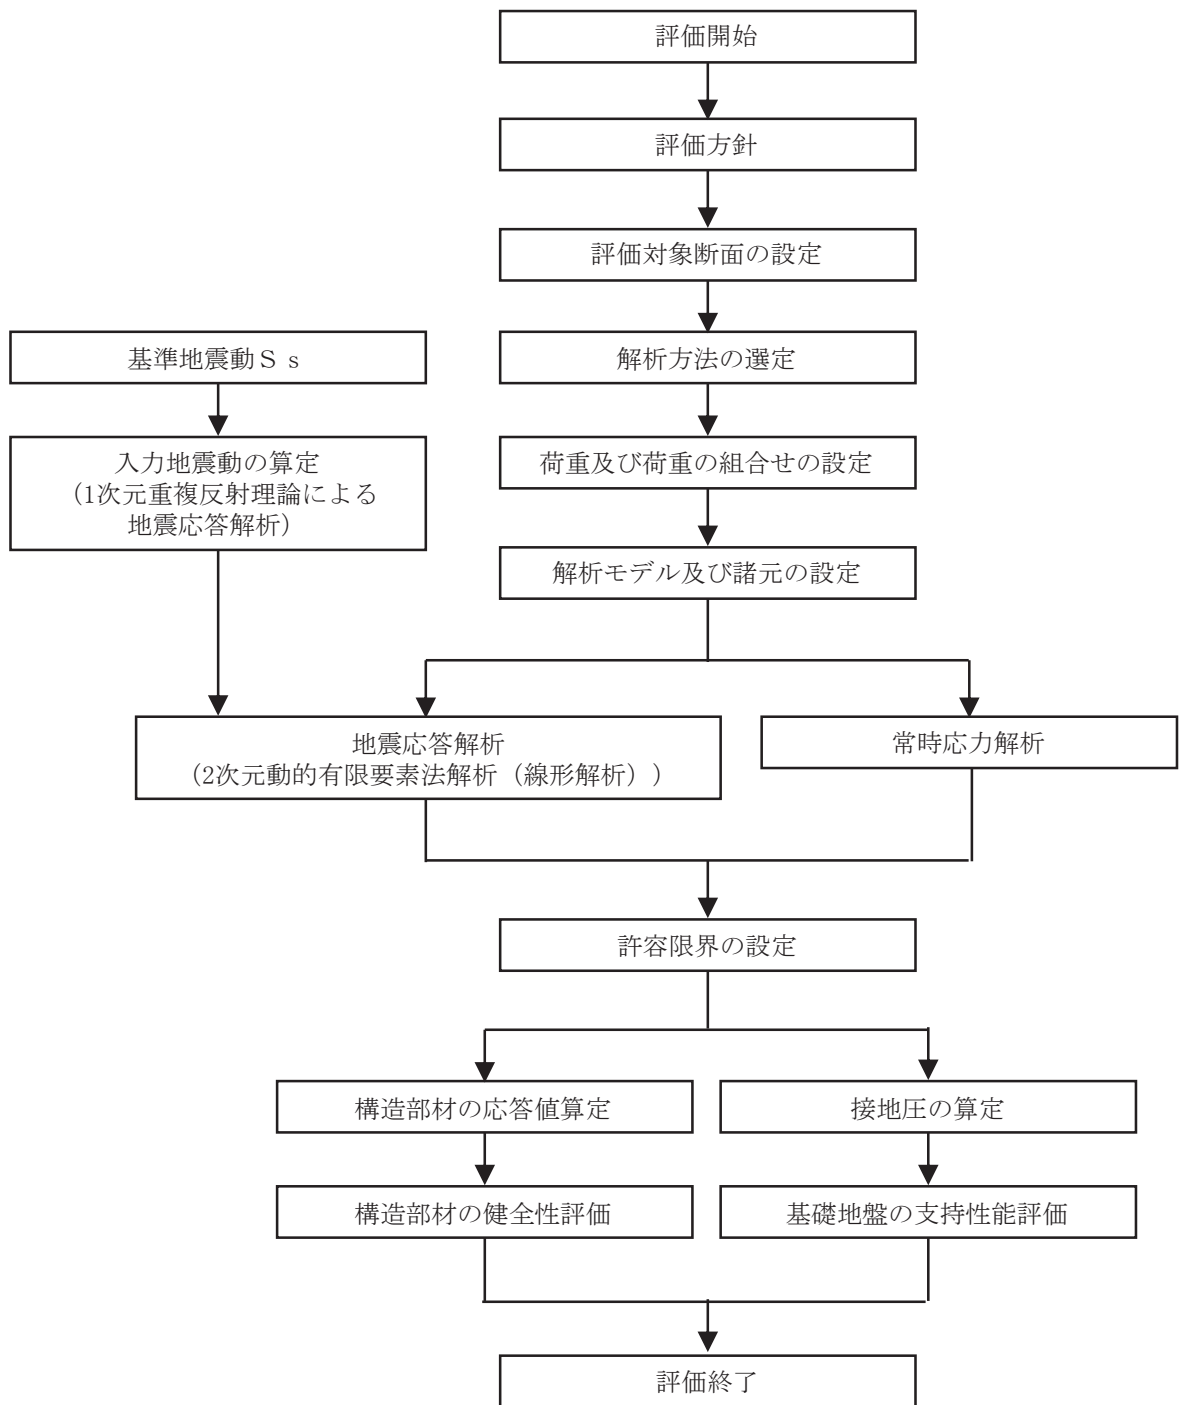 評価開始
評価方針
評価対象断面の設定
基準地震動Ｓｓ
解析方法の選定
入力地震動の算定
（1次元重複反射理論による
地震応答解析）
荷重及び荷重の組合せの設定
解析モデル及び諸元の設定
地震応答解析
（2次元動的有限要素法解析（線形解析））
常時応力解析
許容限界の設定
構造部材の応答値算定
接地圧の算定
構造部材の健全性評価
基礎地盤の支持性能評価
評価終了